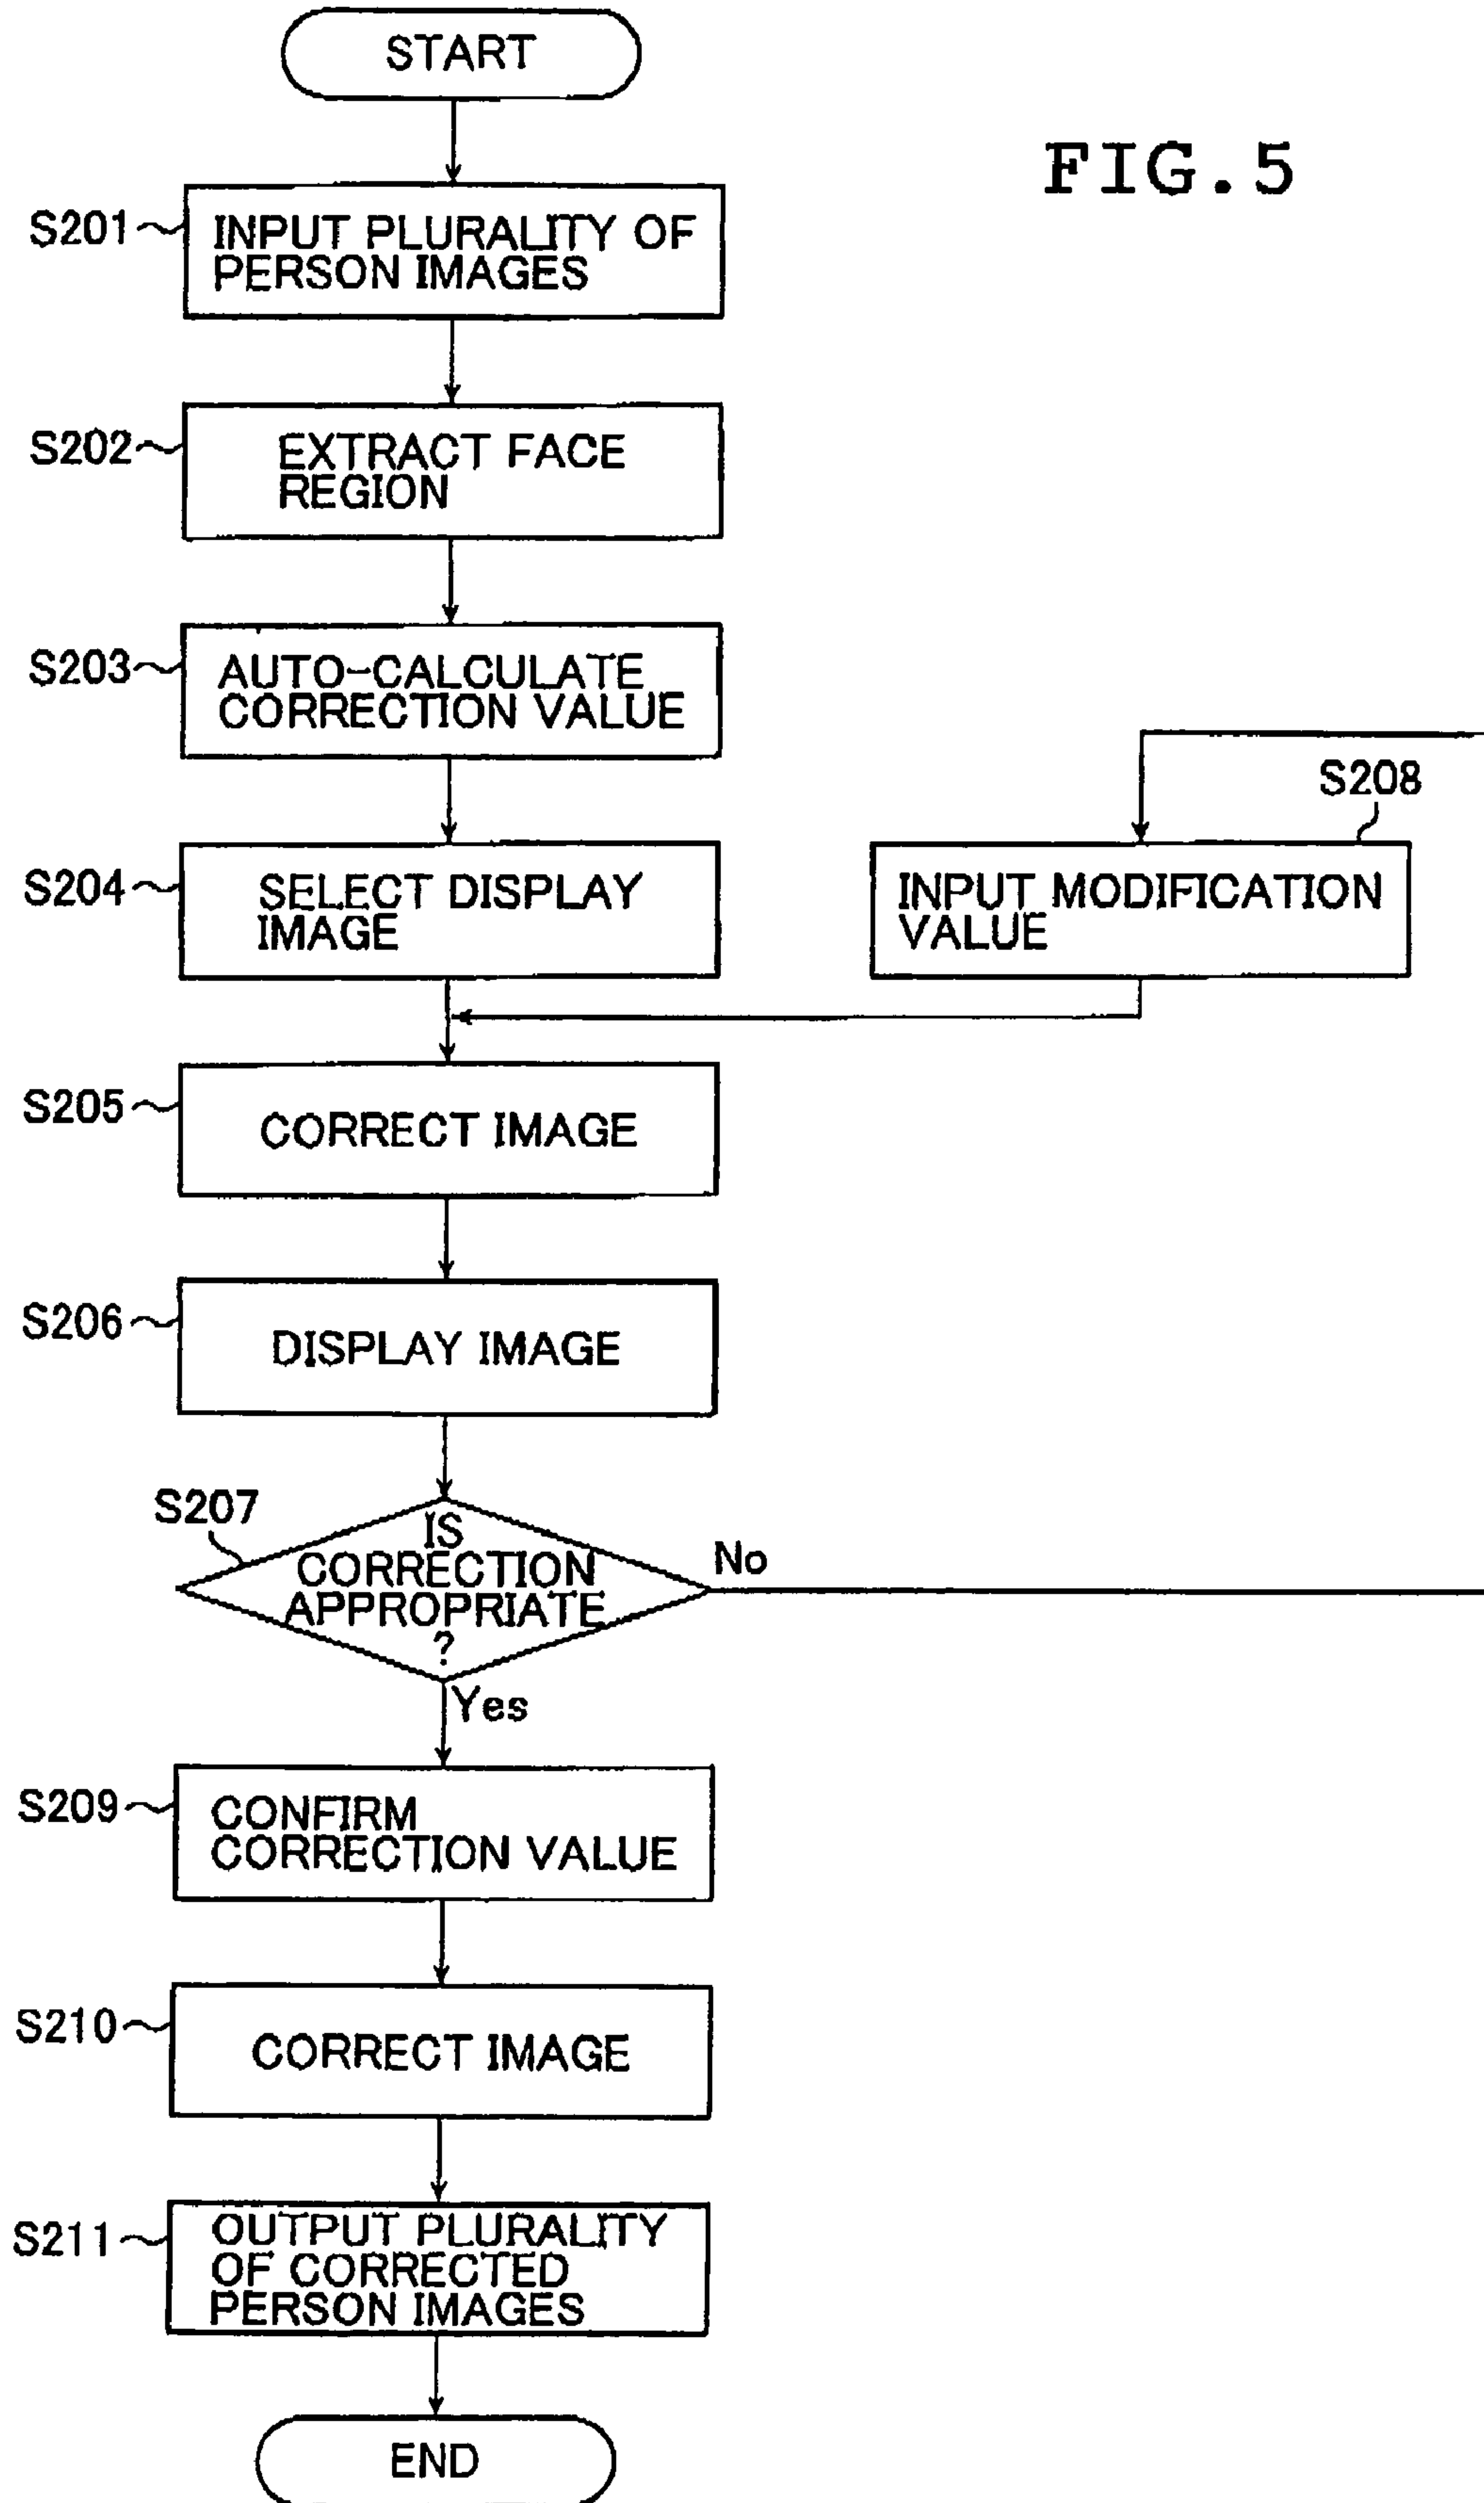 START
FIG.5
S201
INPUT PLURALITY OF
PERSON IMAGES
S202
EXTRACT FACE
REGION
S203
AUTO-CALCULATE
CORRECTION VALUE
S204
SELECT DISPLAY
IMAGE
S208
INPUT MODIFICATION
VALUE
S205
CORRECT IMAGE
S206
DISPLAY IMAGE
S207
IS
CORRECTION
APPROPRIATE
?
No
Yes
S209
CONFIRM
CORRECTION VALUE
S210
CORRECT IMAGE
S211
OUTPUT PLURALITY
OF CORRECTED
PERSON IMAGES
END